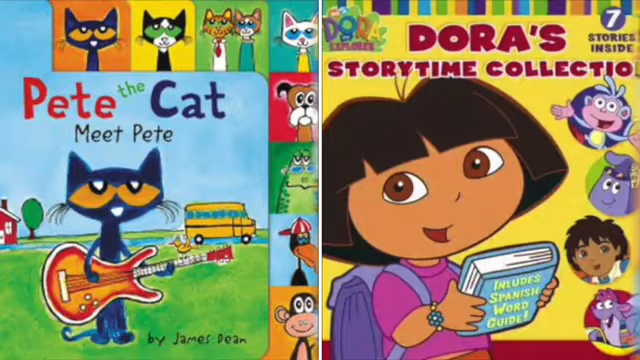 Pete the Cat
Meet Pete
by James Dean
DORA
EXPLORER
7
STORIES
INSIDE
DORA'S
STORYTIME COLLECTIO
INCLUDES
SPANISH
WORD
GUIDE!